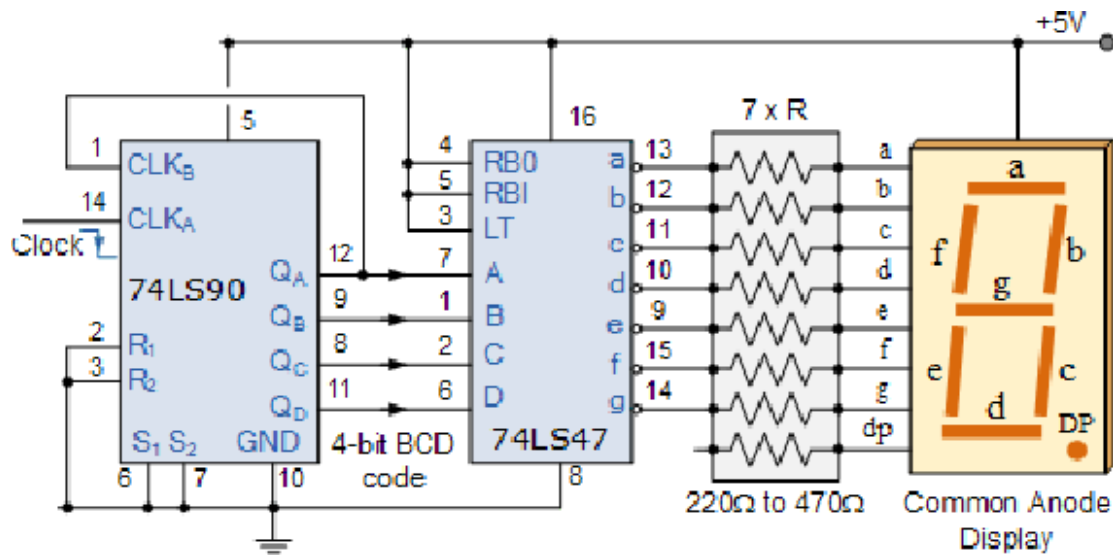 +5V
5
16
7 x R
1
CLKB
14
CLKA
Clock
74LS90
12
QA
9
QB
8
QC
11
QD
2
R1
3
R2
S1 S2 GND
6
7
10
4-bit BCD
code
4
RB0
5
RBI
3
LT
7
A
1
B
2
C
6
D
74LS47
8
a 13
b 12
c 11
d 10
e 9
f 15
g 14
220Ω to 470Ω
a
b
c
d
e
f
g
dp
a
f
b
g
e
c
d
DP
Common Anode
Display